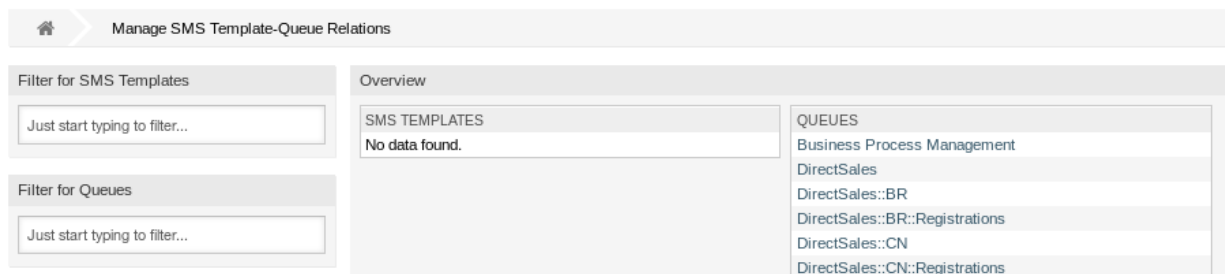 Manage SMS Template-Queue Relations
Filter for SMS Templates
Just start typing to filter...
Filter for Queues
Just start typing to filter...
Overview
SMS TEMPLATES
No data found.
QUEUES
Business Process Management
DirectSales
DirectSales::BR
DirectSales::BR::Registrations
DirectSales::CN
DirectSales::CN::Registrations